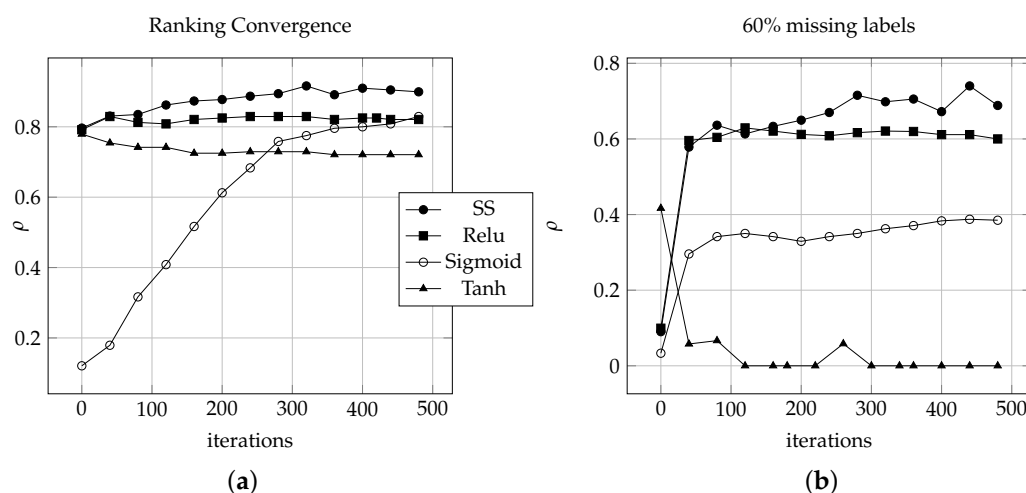 Ranking Convergence
0.8
0.6
0.4
0.2
ρ
0 100 200 300 400 500
iterations
SS
Relu
Sigmoid
Tanh
(a)
60% missing labels
0.8
0.6
0.4
0.2
0
ρ
0 100 200 300 400 500
iterations
(b)